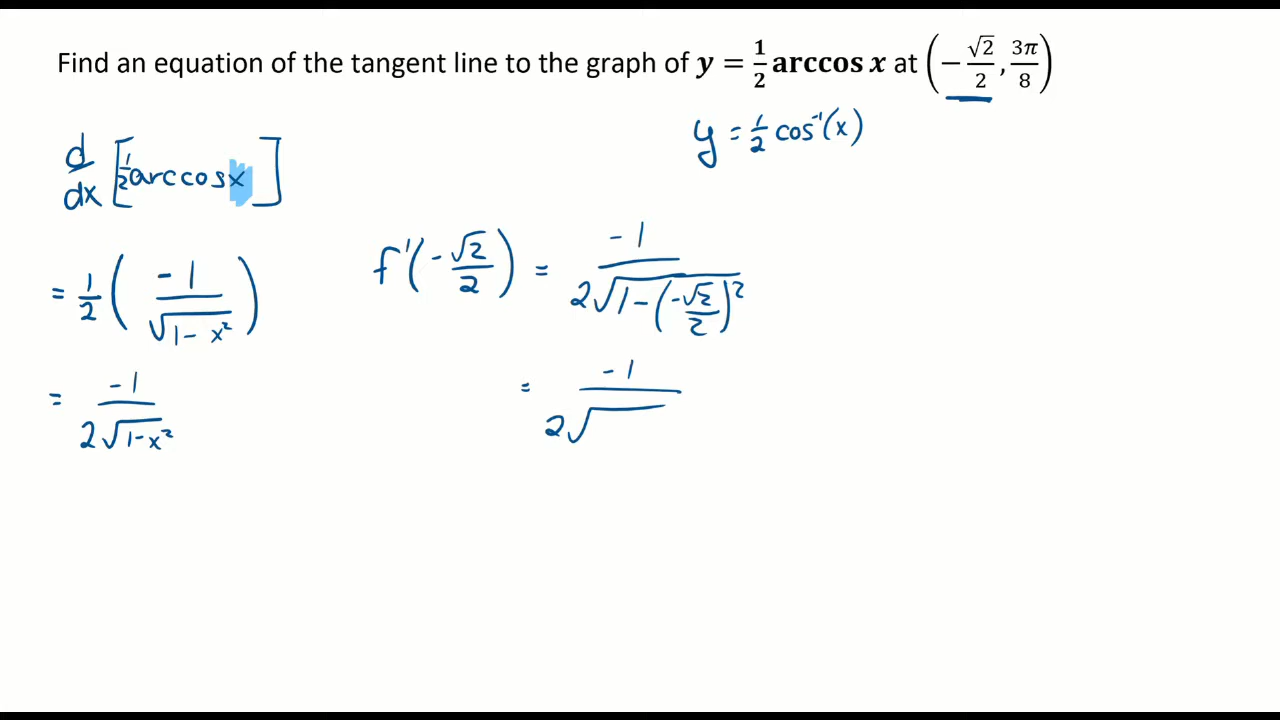 Find an equation of the tangent line to the graph of y = 1/2 arccos x at (−√2/2, 3π/8)
y = 1/2 cos⁻¹(x)
d/dx [1/2 arccos x]
= 1/2 (-1/√(1-x²))
= -1/(2√(1-x²))
f'(-√2/2) = -1/(2√(1-(-√2/2)²))
= -1/(2√ )